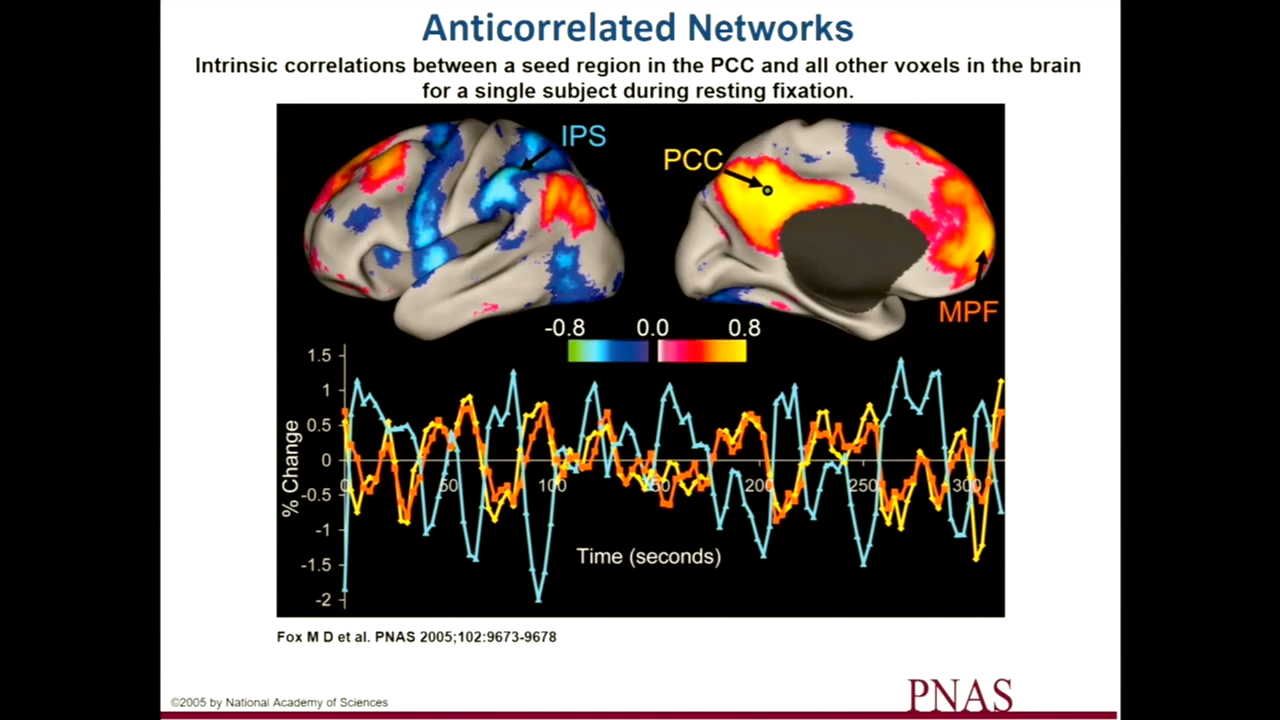 Anticorrelated Networks
Intrinsic correlations between a seed region in the PCC and all other voxels in the brain
for a single subject during resting fixation.
IPS
PCC
MPF
-0.8 0.0 0.8
1.5
1
0.5
0
-0.5
-1
-1.5
-2
% Change
0 50 100 150 200 250 300
Time (seconds)
Fox M D et al. PNAS 2005;102:9673-9678
©2005 by National Academy of Sciences
PNAS